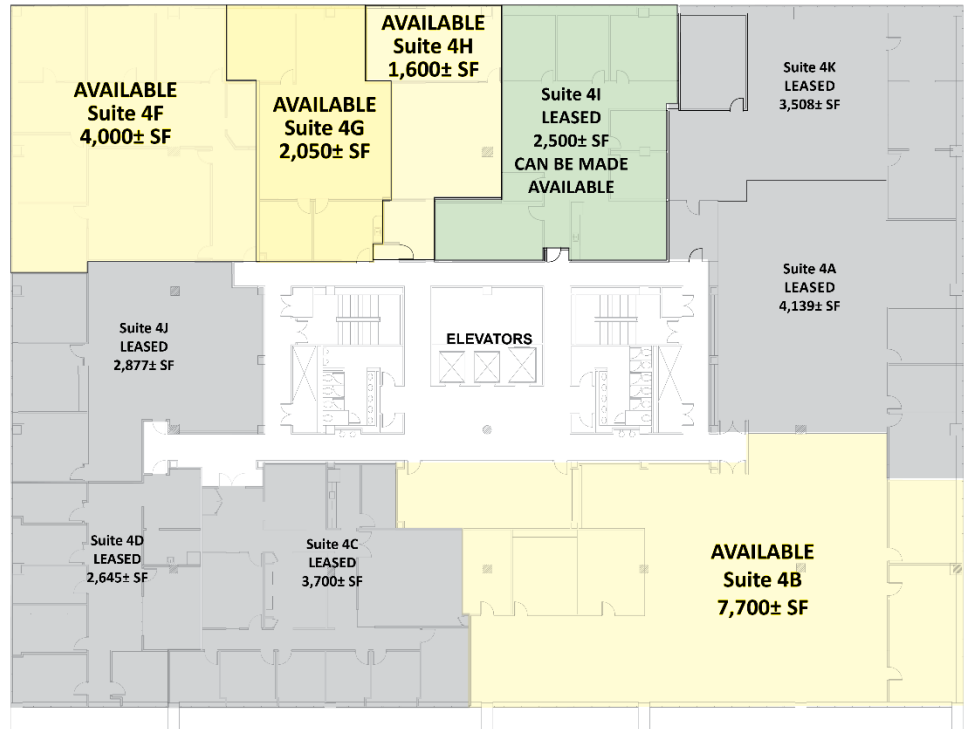 AVAILABLE
Suite 4F
4,000± SF
AVAILABLE
Suite 4G
2,050± SF
AVAILABLE
Suite 4H
1,600± SF
Suite 4I
LEASED
2,500± SF
CAN BE MADE
AVAILABLE
Suite 4K
LEASED
3,508± SF
Suite 4A
LEASED
4,139± SF
Suite 4J
LEASED
2,877± SF
ELEVATORS
Suite 4D
LEASED
2,645± SF
Suite 4C
LEASED
3,700± SF
AVAILABLE
Suite 4B
7,700± SF